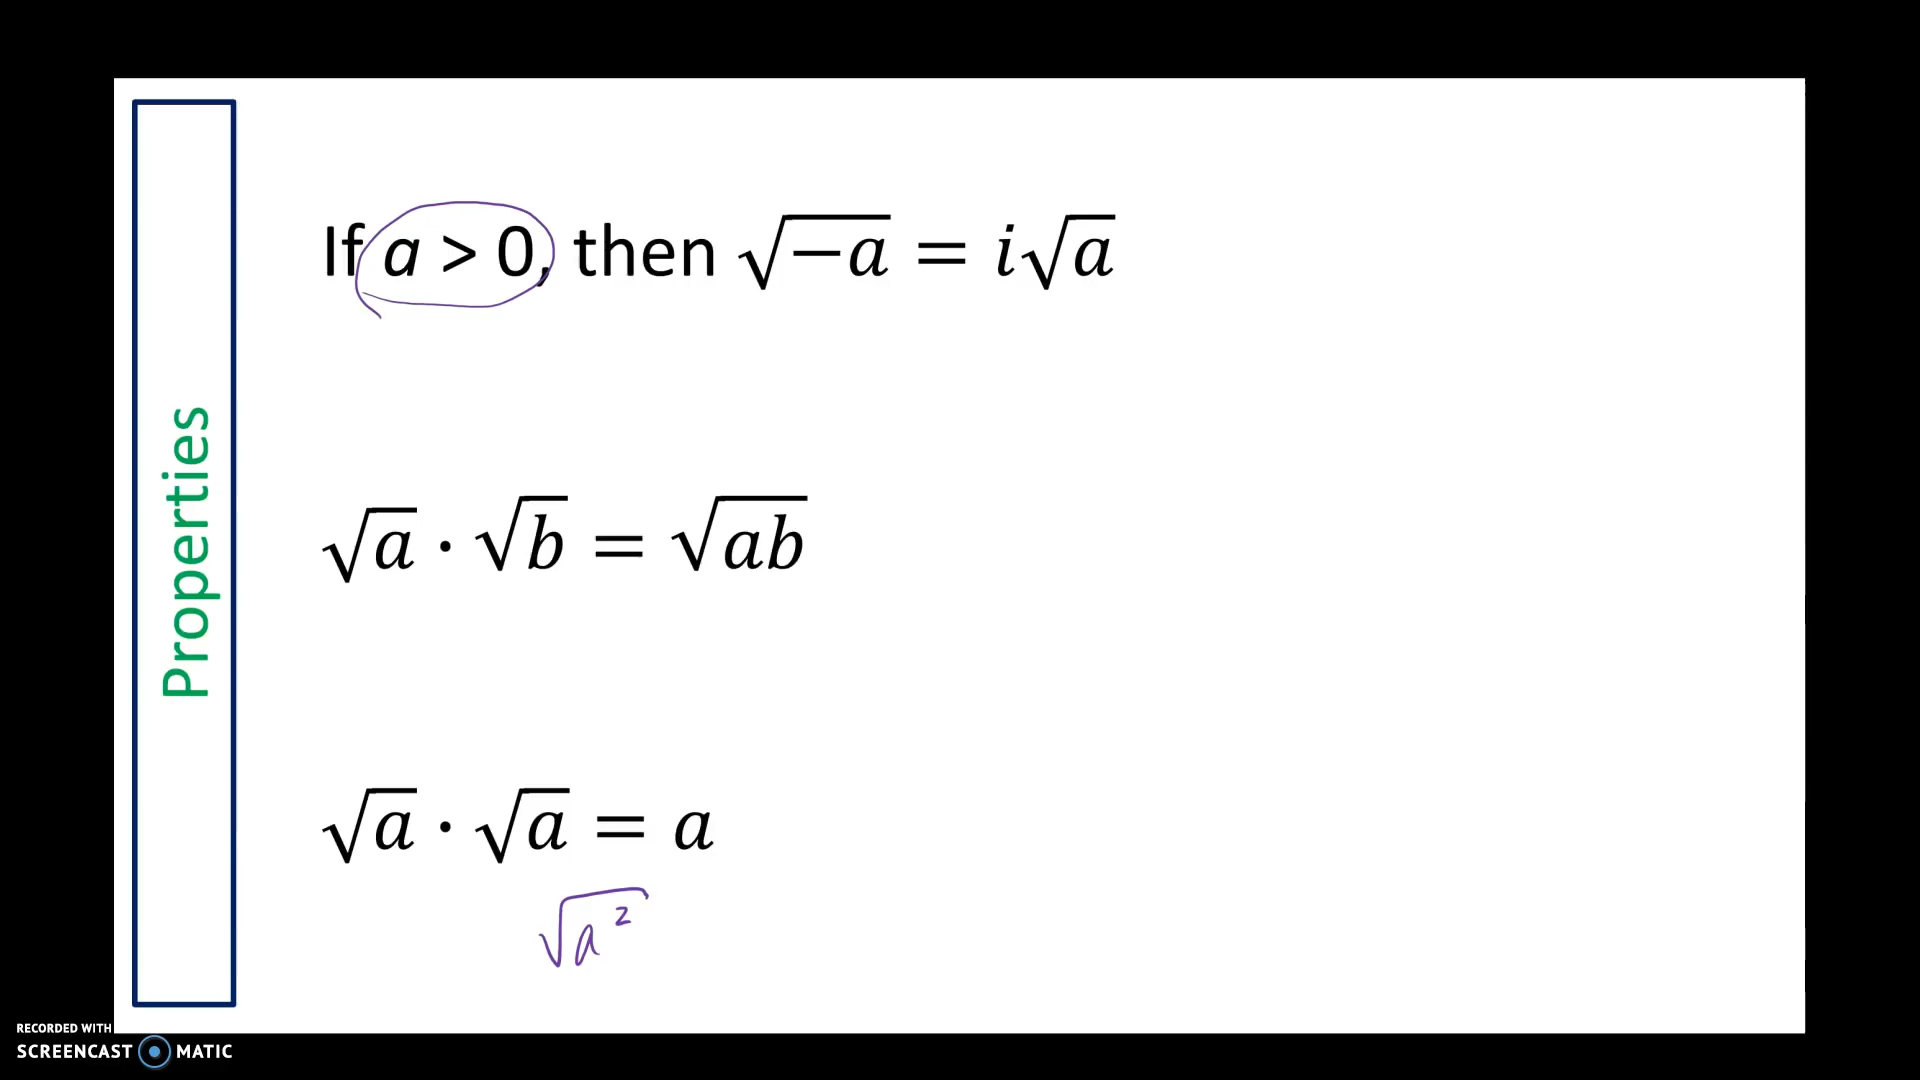 Properties
If a > 0, then √−a = i√a
√a · √b = √ab
√a · √a = a
√a²
RECORDED WITH
SCREENCAST MATIC